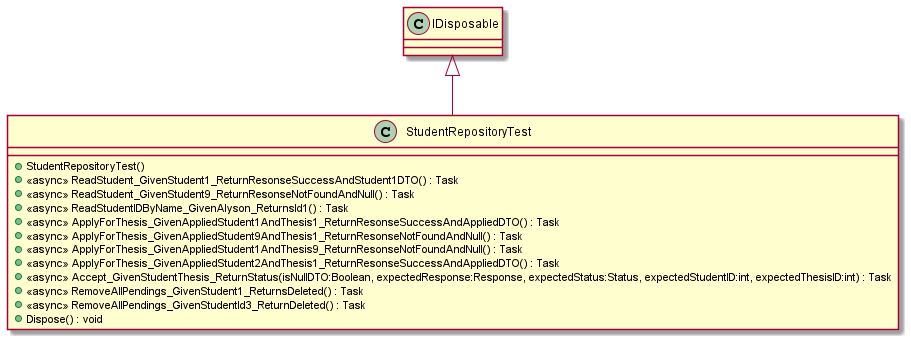 C IDisposable
C StudentRepositoryTest
StudentRepositoryTest()
«async» ReadStudent_GivenStudent1_ReturnResonseSuccessAndStudent1DTO() : Task
«async» ReadStudent_GivenStudent9_ReturnResonseNotFoundAndNull() : Task
«async» ReadStudentIDByName_GivenAlyson_ReturnsId1() : Task
«async» ApplyForThesis_GivenAppliedStudent1AndThesis1_ReturnResonseSuccessAndAppliedDTO() : Task
«async» ApplyForThesis_GivenAppliedStudent9AndThesis1_ReturnResonseNotFoundAndNull() : Task
«async» ApplyForThesis_GivenAppliedStudent1AndThesis9_ReturnResonseNotFoundAndNull() : Task
«async» ApplyForThesis_GivenAppliedStudent2AndThesis1_ReturnResonseSuccessAndAppliedDTO() : Task
«async» Accept_GivenStudentThesis_ReturnStatus(isNullDTO:Boolean, expectedResponse:Response, expectedStatus:Status, expectedStudentID:int, expectedThesisID:int) : Task
«async» RemoveAllPendings_GivenStudent1_ReturnsDeleted() : Task
«async» RemoveAllPendings_GivenStudentId3_ReturnDeleted() : Task
Dispose() : void